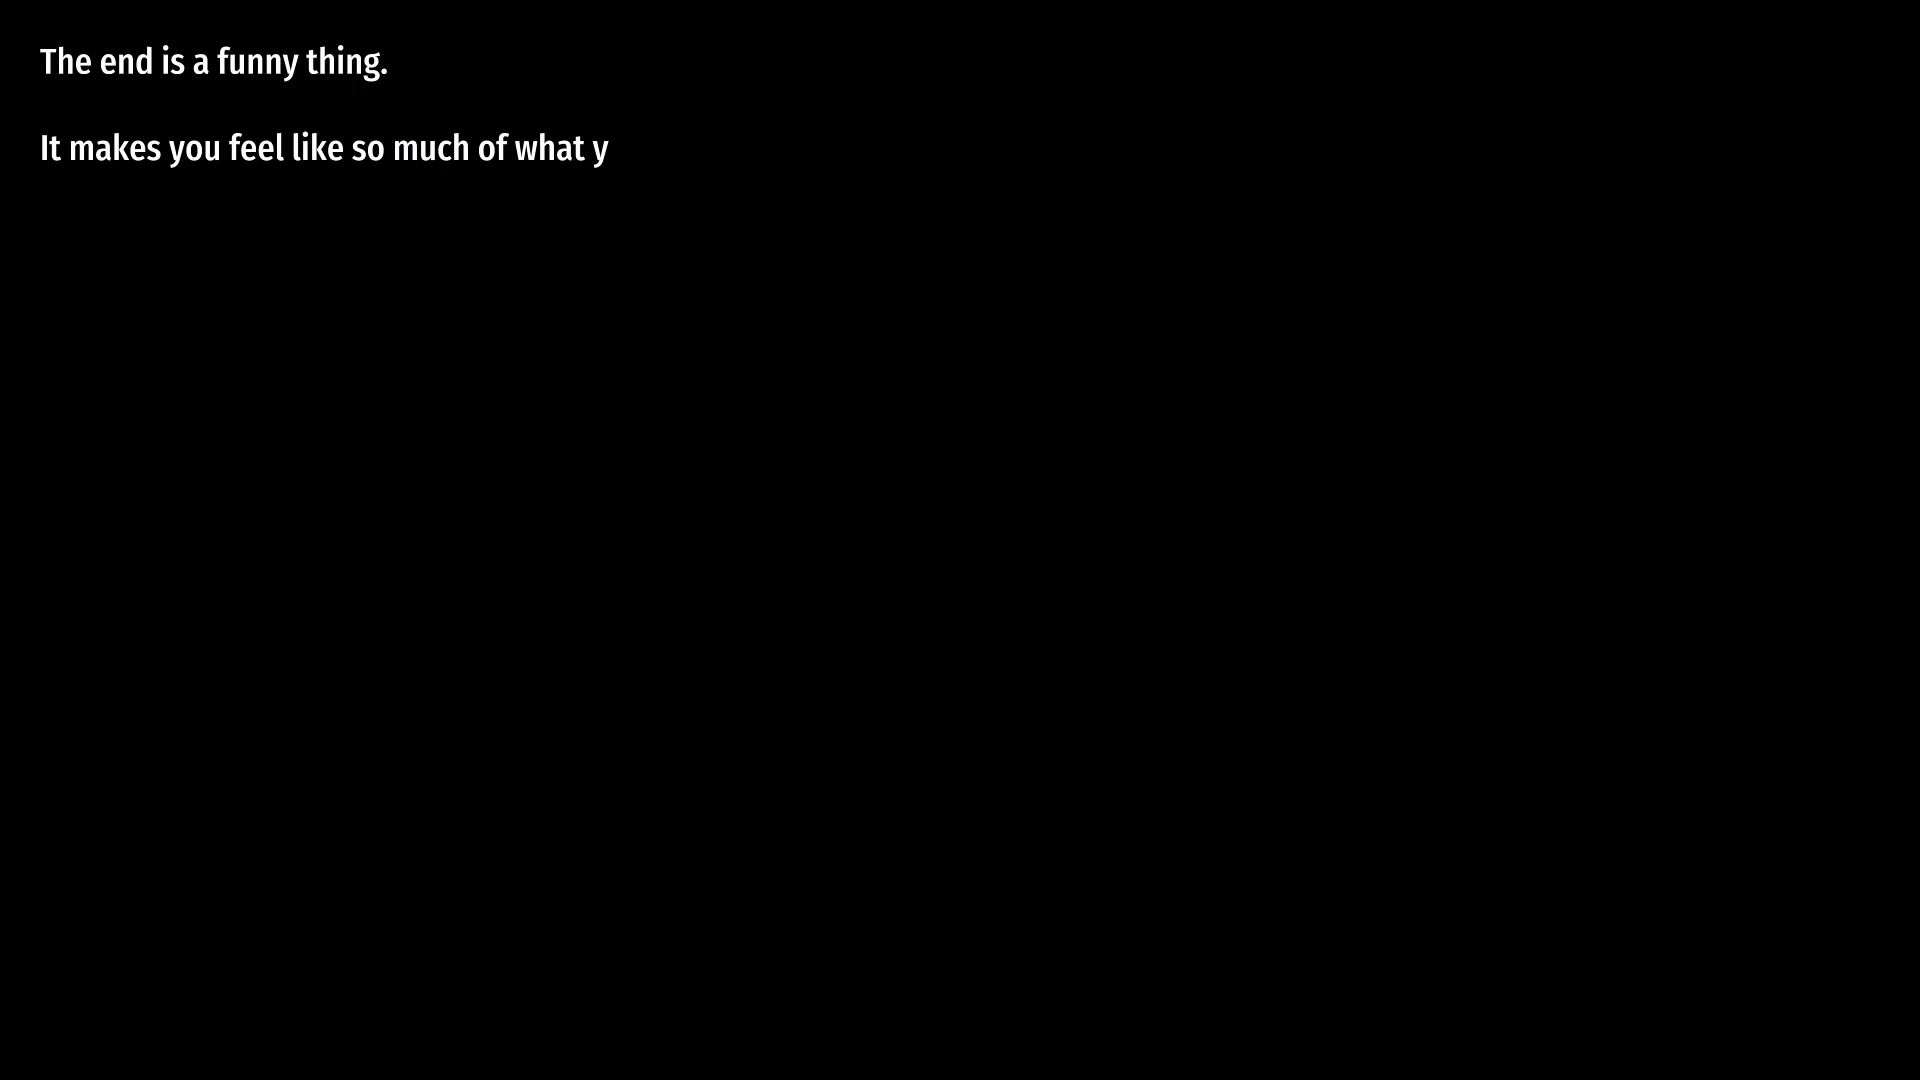 The end is a funny thing.
It makes you feel like so much of what y